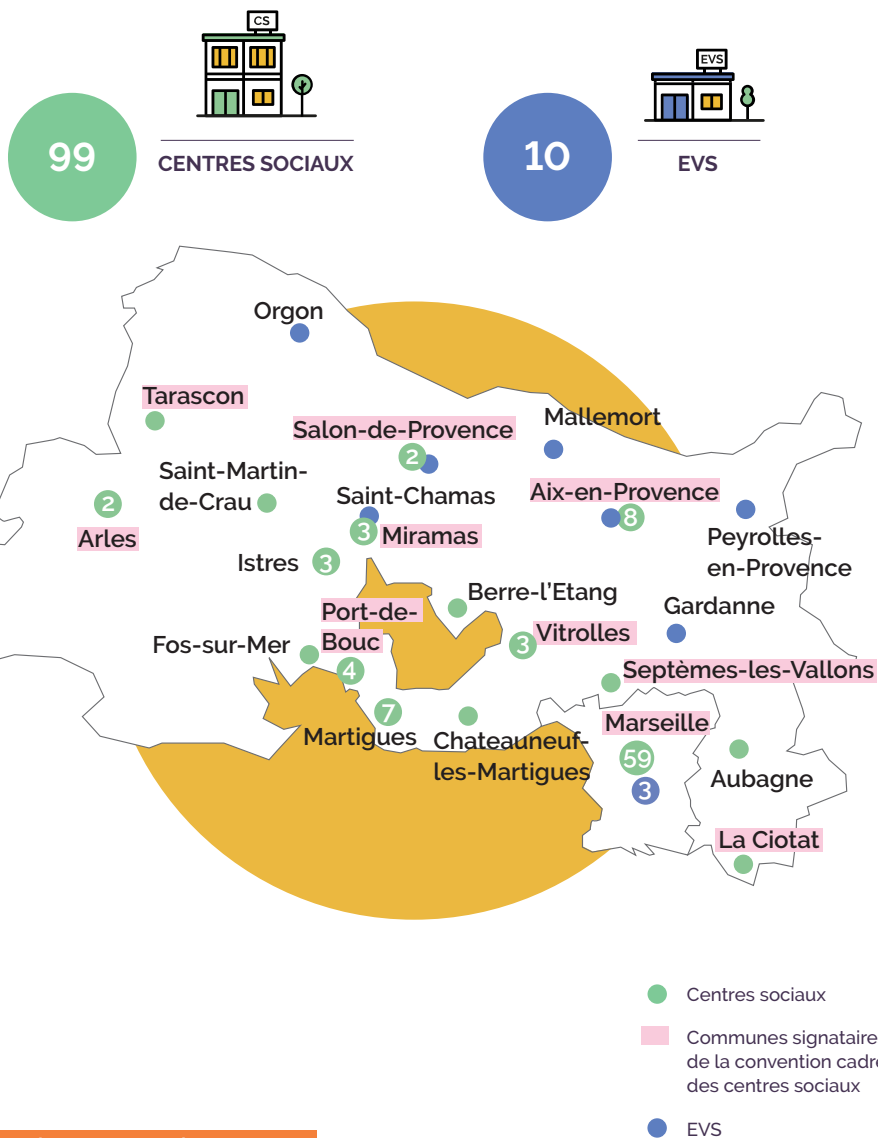 CS
EVS
99
CENTRES SOCIAUX
10
EVS
Orgon
Tarascon
Salon-de-Provence
2
Mallemort
Saint-Martin-
de-Crau
Saint-Chamas
Aix-en-Provence
8
2
Arles
3
Miramas
Peyrolles-
en-Provence
Istres
3
Berre-l'Etang
Port-de-
Bouc
4
Gardanne
Fos-sur-Mer
3
Vitrolles
Septèmes-les-Vallons
7
Martigues
Chateauneuf-
les-Martigues
Marseille
59
3
Aubagne
La Ciotat
Centres sociaux
Communes signataire
de la convention cadre
des centres sociaux
EVS